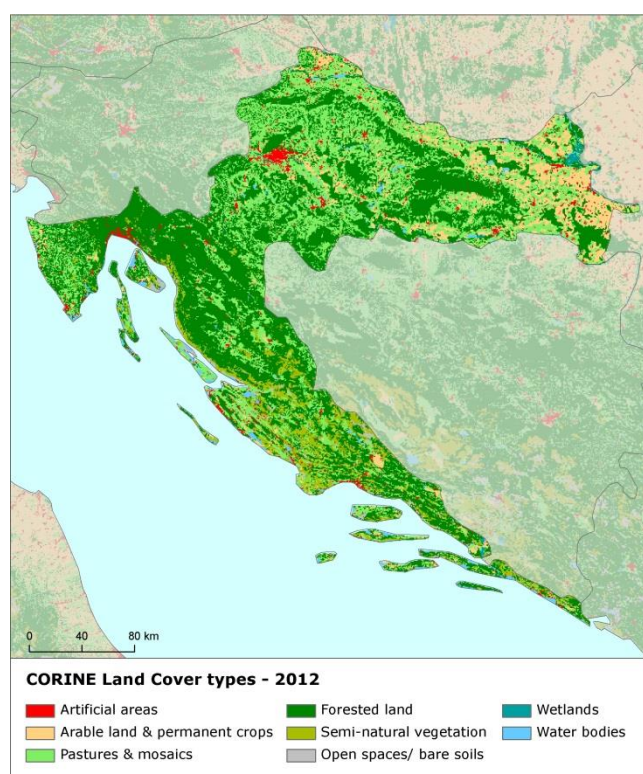 0 40 80 km
CORINE Land Cover types - 2012
Artificial areas
Forested land
Wetlands
Arable land & permanent crops
Semi-natural vegetation
Water bodies
Pastures & mosaics
Open spaces/ bare soils